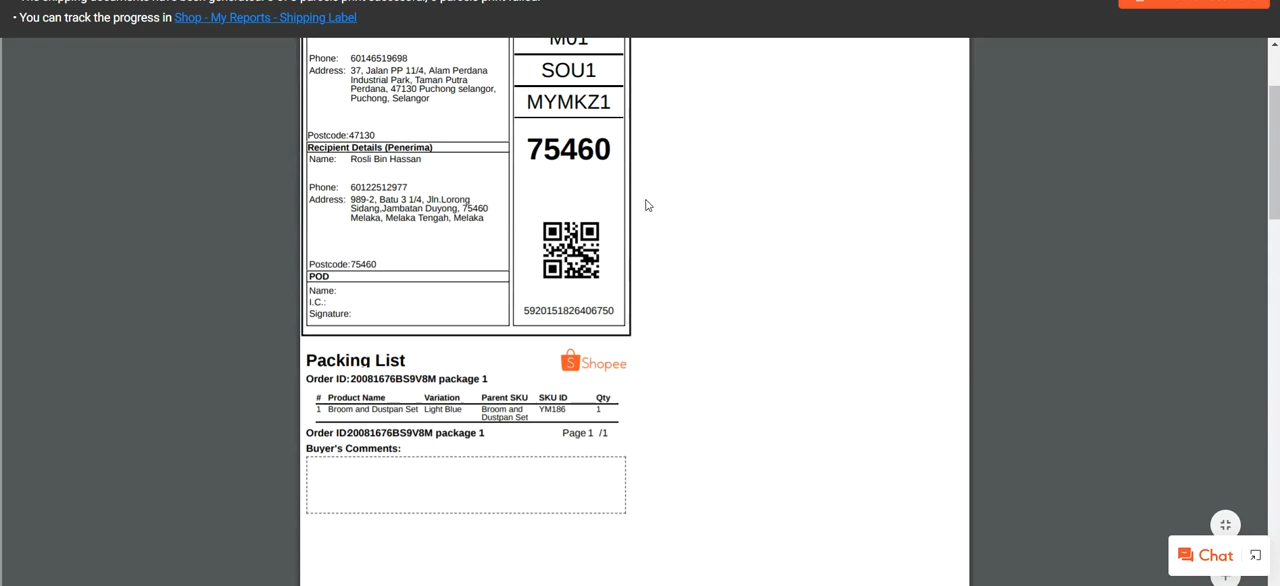 • You can track the progress in Shop - My Reports - Shipping Label
M01
Phone: 60146519698
SOU1
Address: 37, Jalan PP 11/4, Alam Perdana
Industrial Park, Taman Putra
Perdana, 47130 Puchong selangor,
Puchong, Selangor
MYMKZ1
Postcode:47130
Recipient Details (Penerima)
Name: Rosli Bin Hassan
75460
Phone: 60122512977
Address: 989-2, Batu 3 1/4, Jln.Lorong
Sidang,Jambatan Duyong, 75460
Melaka, Melaka Tengah, Melaka
Postcode:75460
POD
Name:
I.C.:
Signature:
5920151826406750
Packing List
Shopee
Order ID:20081676BS9V8M package 1
# Product Name Variation Parent SKU SKU ID Qty
1 Broom and Dustpan Set Light Blue Broom and YM186 1
Dustpan Set
Order ID20081676BS9V8M package 1 Page 1 /1
Buyer's Comments:
Chat